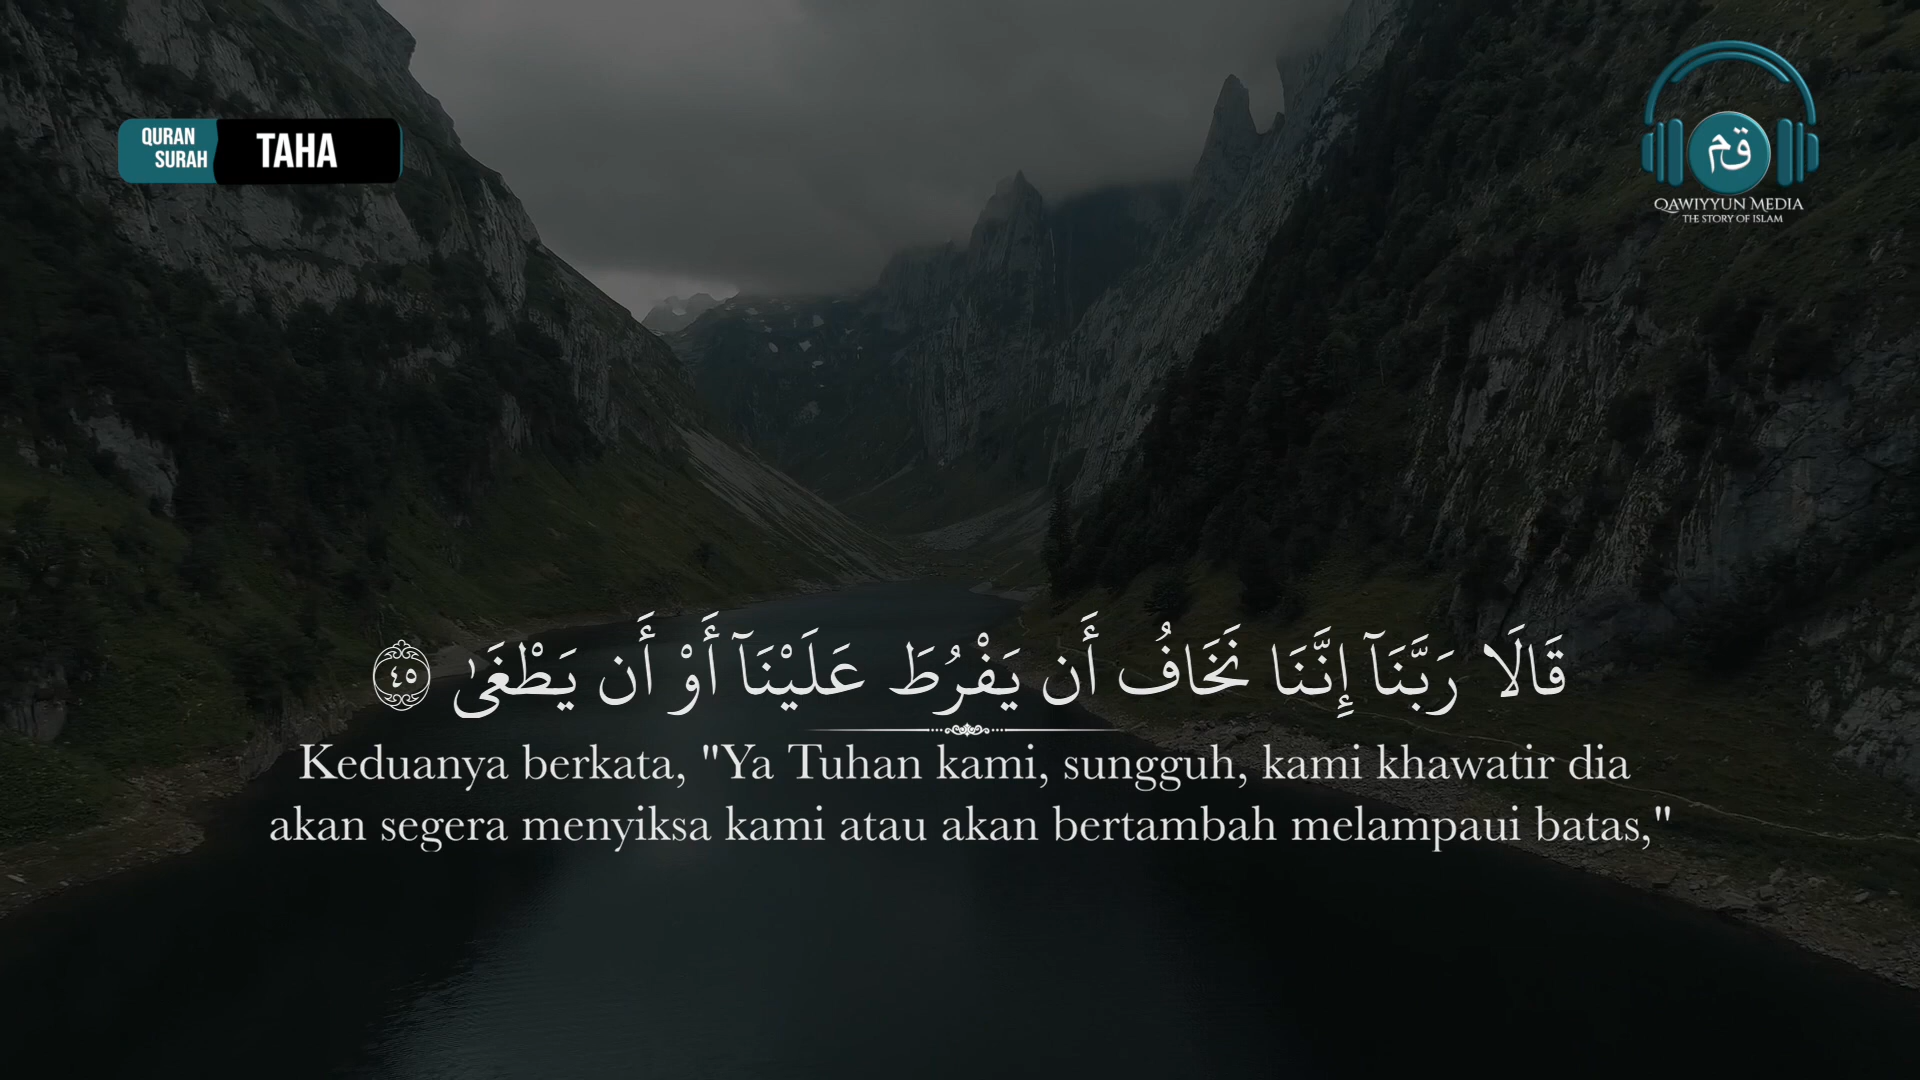 QURAN
SURAH
TAHA
قم
QAWIYYUN MEDIA
THE STORY OF ISLAM
قَالَا رَبَّنَآ إِنَّنَا نَخَافُ أَن يَفْرُطَ عَلَيْنَآ أَوْ أَن يَطْغَىٰ ٤٥
Keduanya berkata, "Ya Tuhan kami, sungguh, kami khawatir dia
akan segera menyiksa kami atau akan bertambah melampaui batas,"